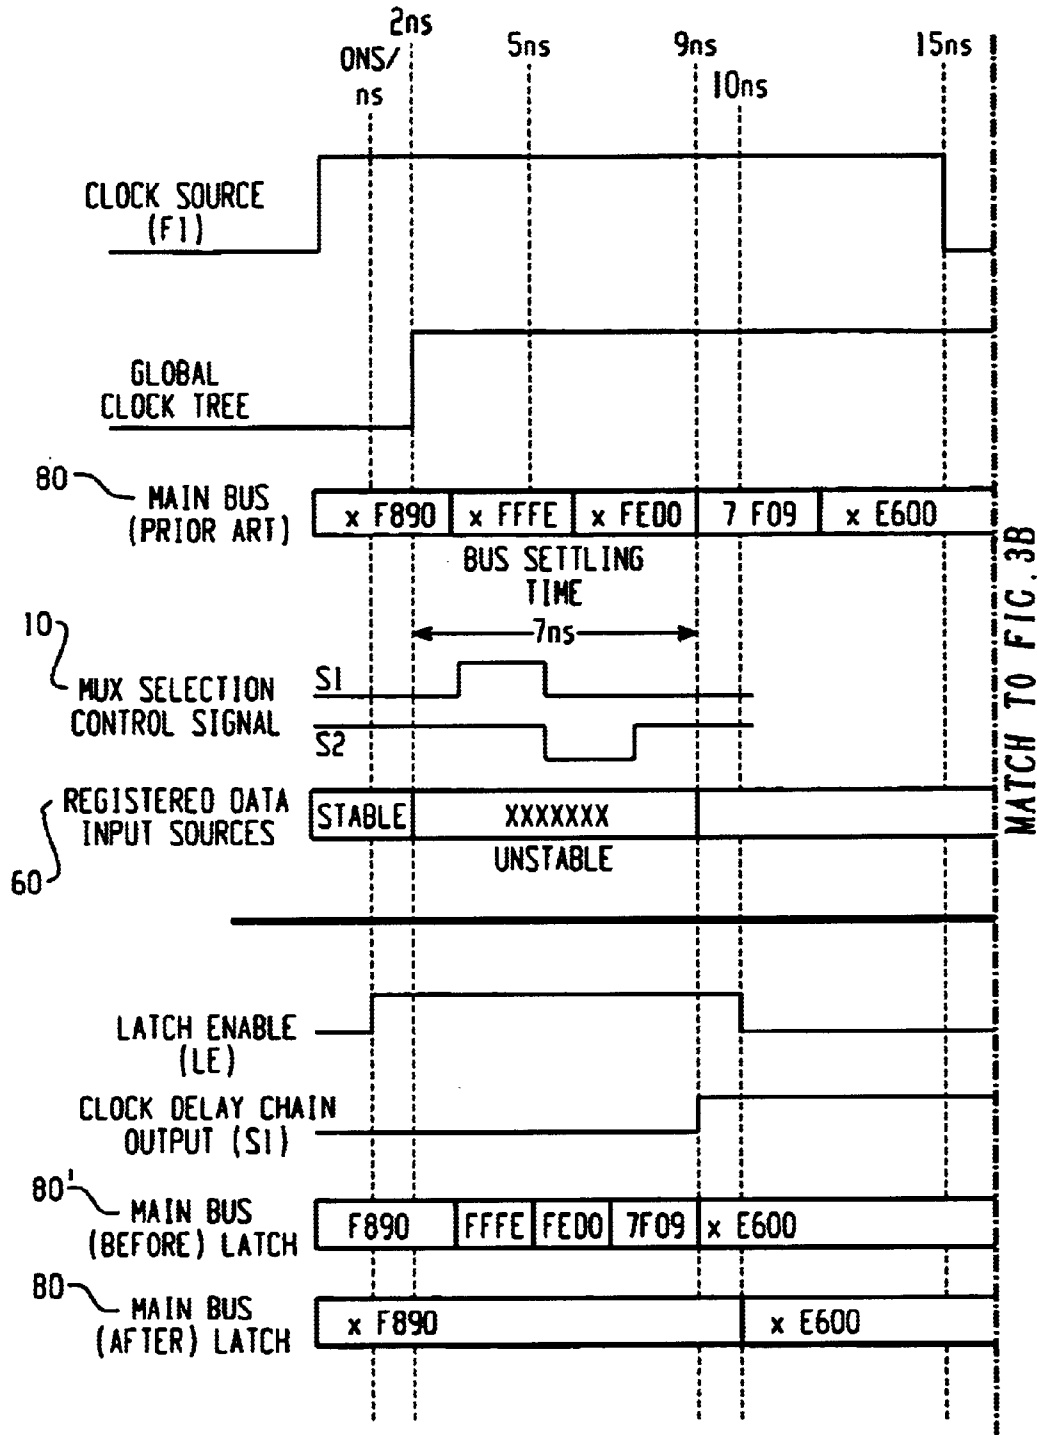 2ns
0NS/
ns
5ns
9ns
10ns
15ns
CLOCK SOURCE
(F1)
GLOBAL
CLOCK TREE
80
MAIN BUS
(PRIOR ART)
x F890
x FFFE
x FED0
7 F09
x E600
BUS SETTLING
TIME
7ns
10
MUX SELECTION
CONTROL SIGNAL
S1
S2
60
REGISTERED DATA
INPUT SOURCES
STABLE
XXXXXXX
UNSTABLE
LATCH ENABLE
(LE)
CLOCK DELAY CHAIN
OUTPUT (S1)
80'
MAIN BUS
(BEFORE) LATCH
F890
FFFE
FED0
7F09
x E600
80
MAIN BUS
(AFTER) LATCH
x F890
x E600
MATCH TO FIG. 3B